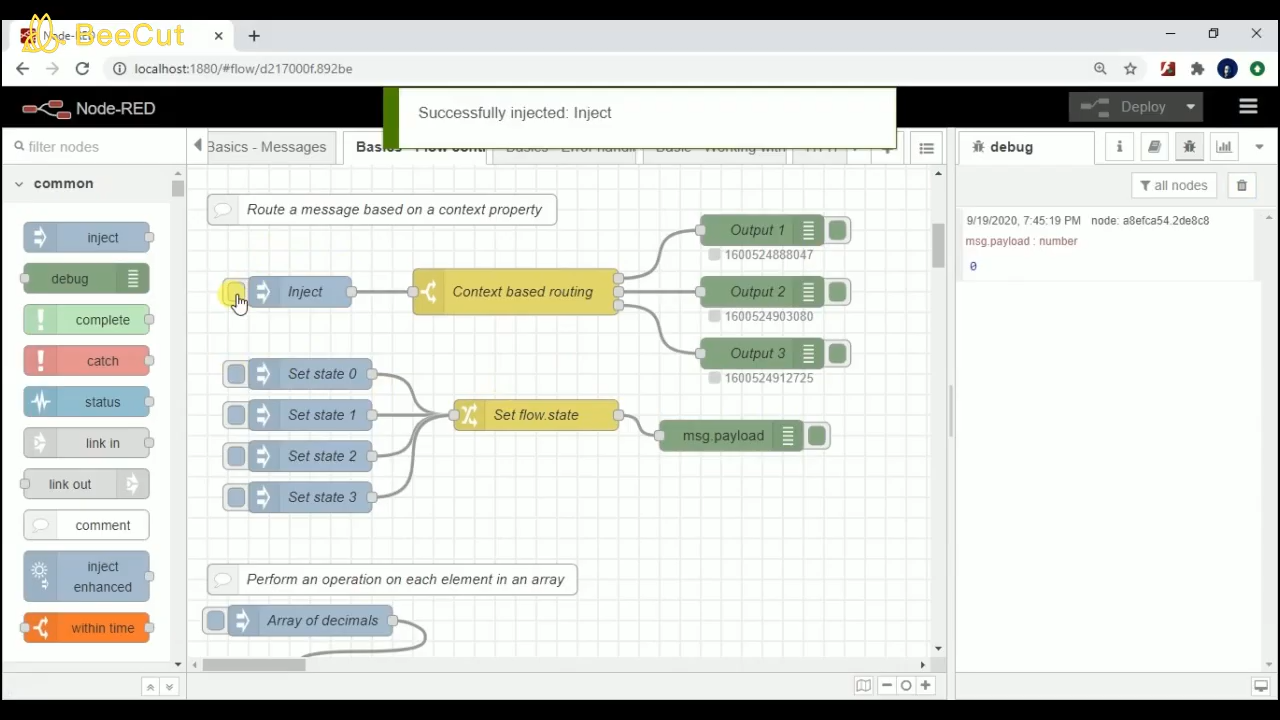 BeeCut
localhost:1880/#flow/d217000f.892be
Node-RED
Successfully injected: Inject
Deploy
filter nodes
Basics - Messages
debug
all nodes
common
inject
debug
complete
catch
status
link in
link out
comment
inject
enhanced
within time
Route a message based on a context property
Inject
Context based routing
Output 1
1600524888047
Output 2
1600524903080
Output 3
1600524912725
Set state 0
Set state 1
Set state 2
Set state 3
Set flow.state
msg.payload
Perform an operation on each element in an array
Array of decimals
9/19/2020, 7:45:19 PM node: a8efca54.2de8c8
msg.payload : number
0